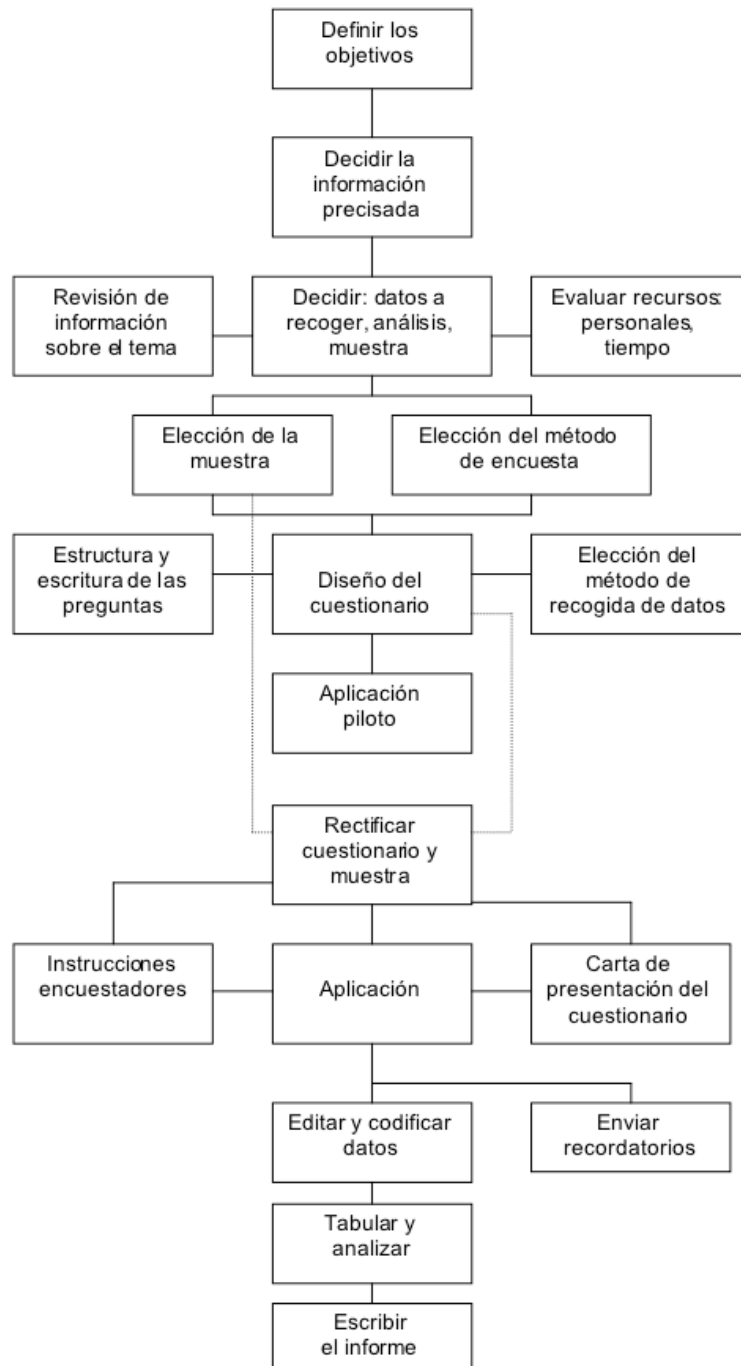 Definir los
objetivos
Decidir la
información
precisada
Revisión de
información
sobre el tema
Decidir: datos a
recoger, análisis,
muestra
Evaluar recursos:
personales,
tiempo
Elección de la
muestra
Elección del método
de encuesta
Estructura y
escritura de las
preguntas
Diseño del
cuestionario
Elección del
método de
recogida de datos
Aplicación
piloto
Rectificar
cuestionario y
muestra
Instrucciones
encuestadores
Aplicación
Carta de
presentación del
cuestionario
Editar y codificar
datos
Enviar
recordatorios
Tabular y
analizar
Escribir
el informe